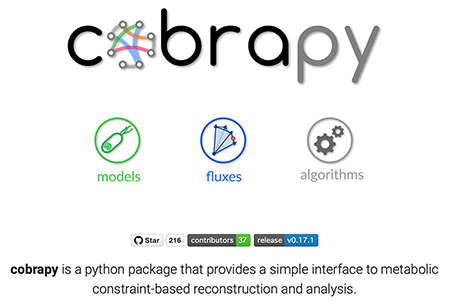 cobrapy
models fluxes algorithms
Star 216 contributors 37 release v0.17.1
cobrapy is a python package that provides a simple interface to metabolic
constraint-based reconstruction and analysis.